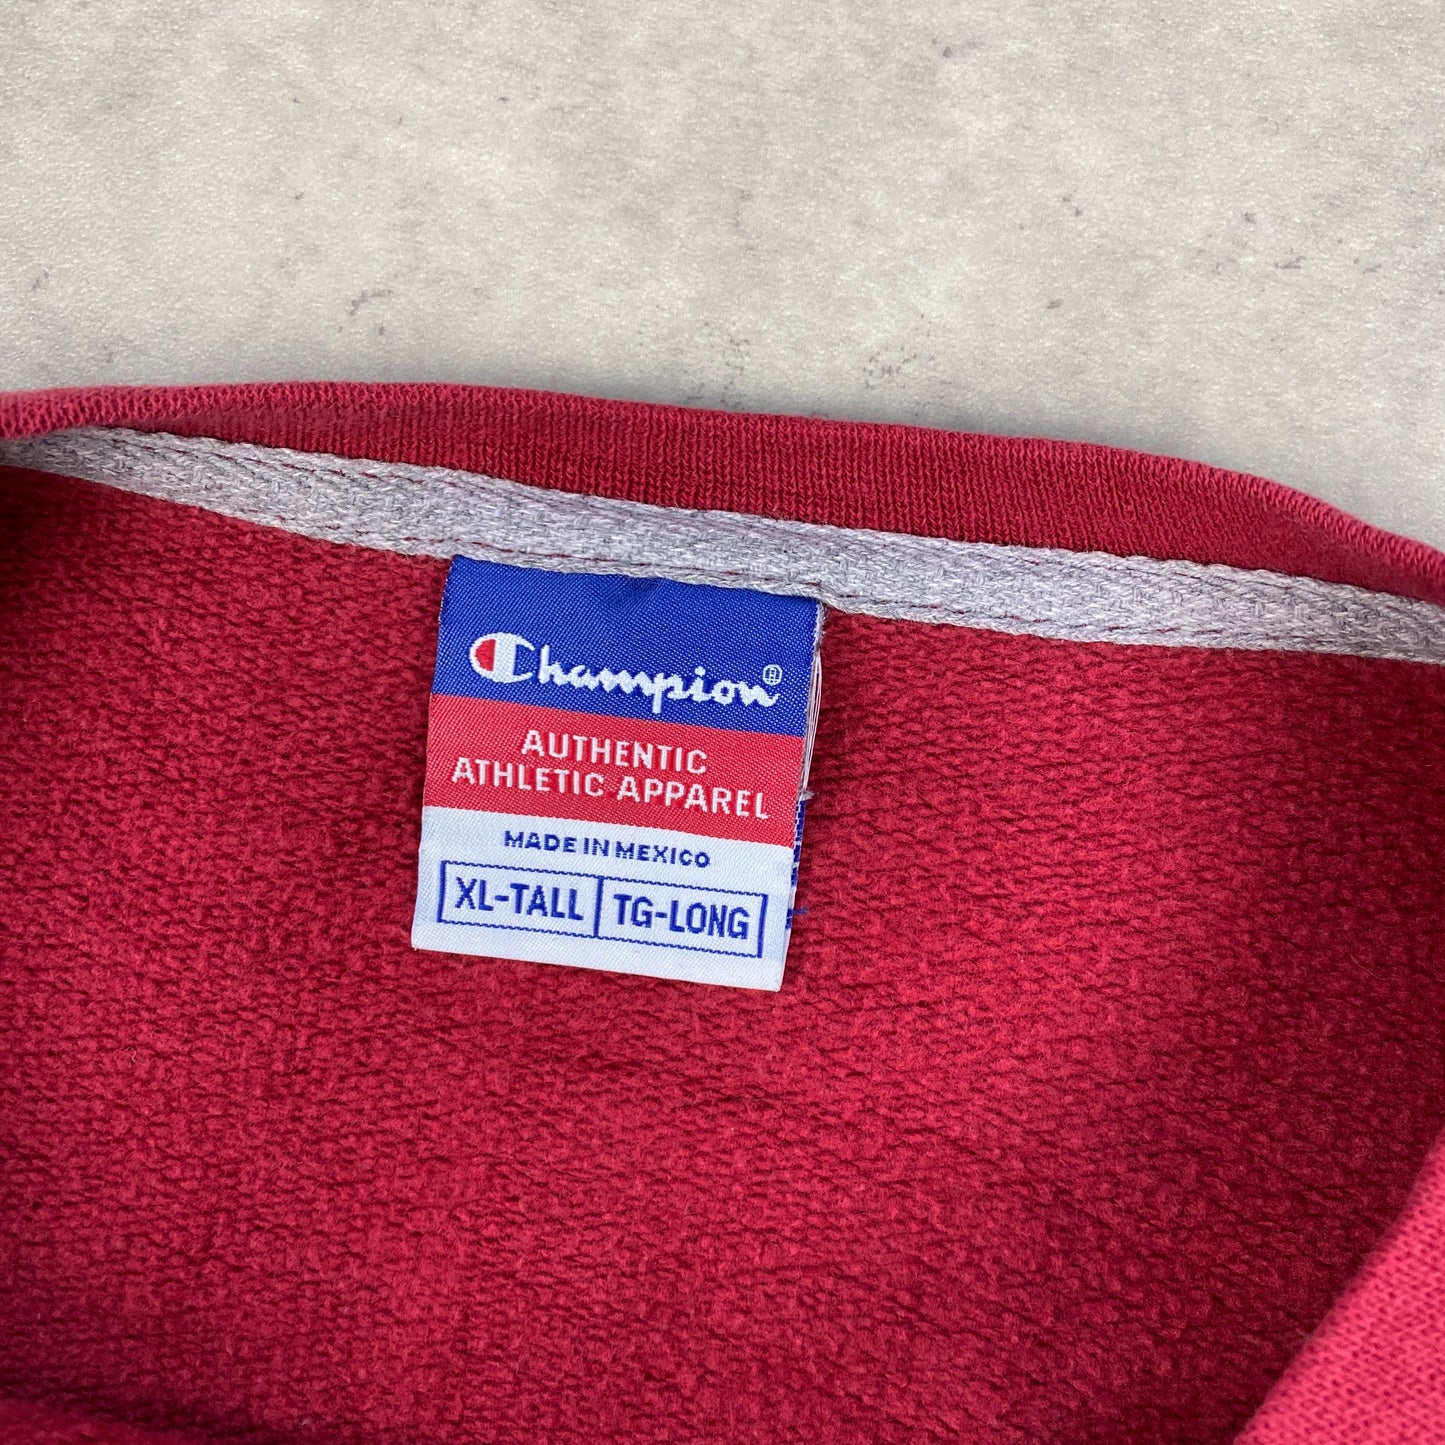 Champion®
AUTHENTIC
ATHLETIC APPAREL
MADE IN MEXICO
XL-TALL TG-LONG